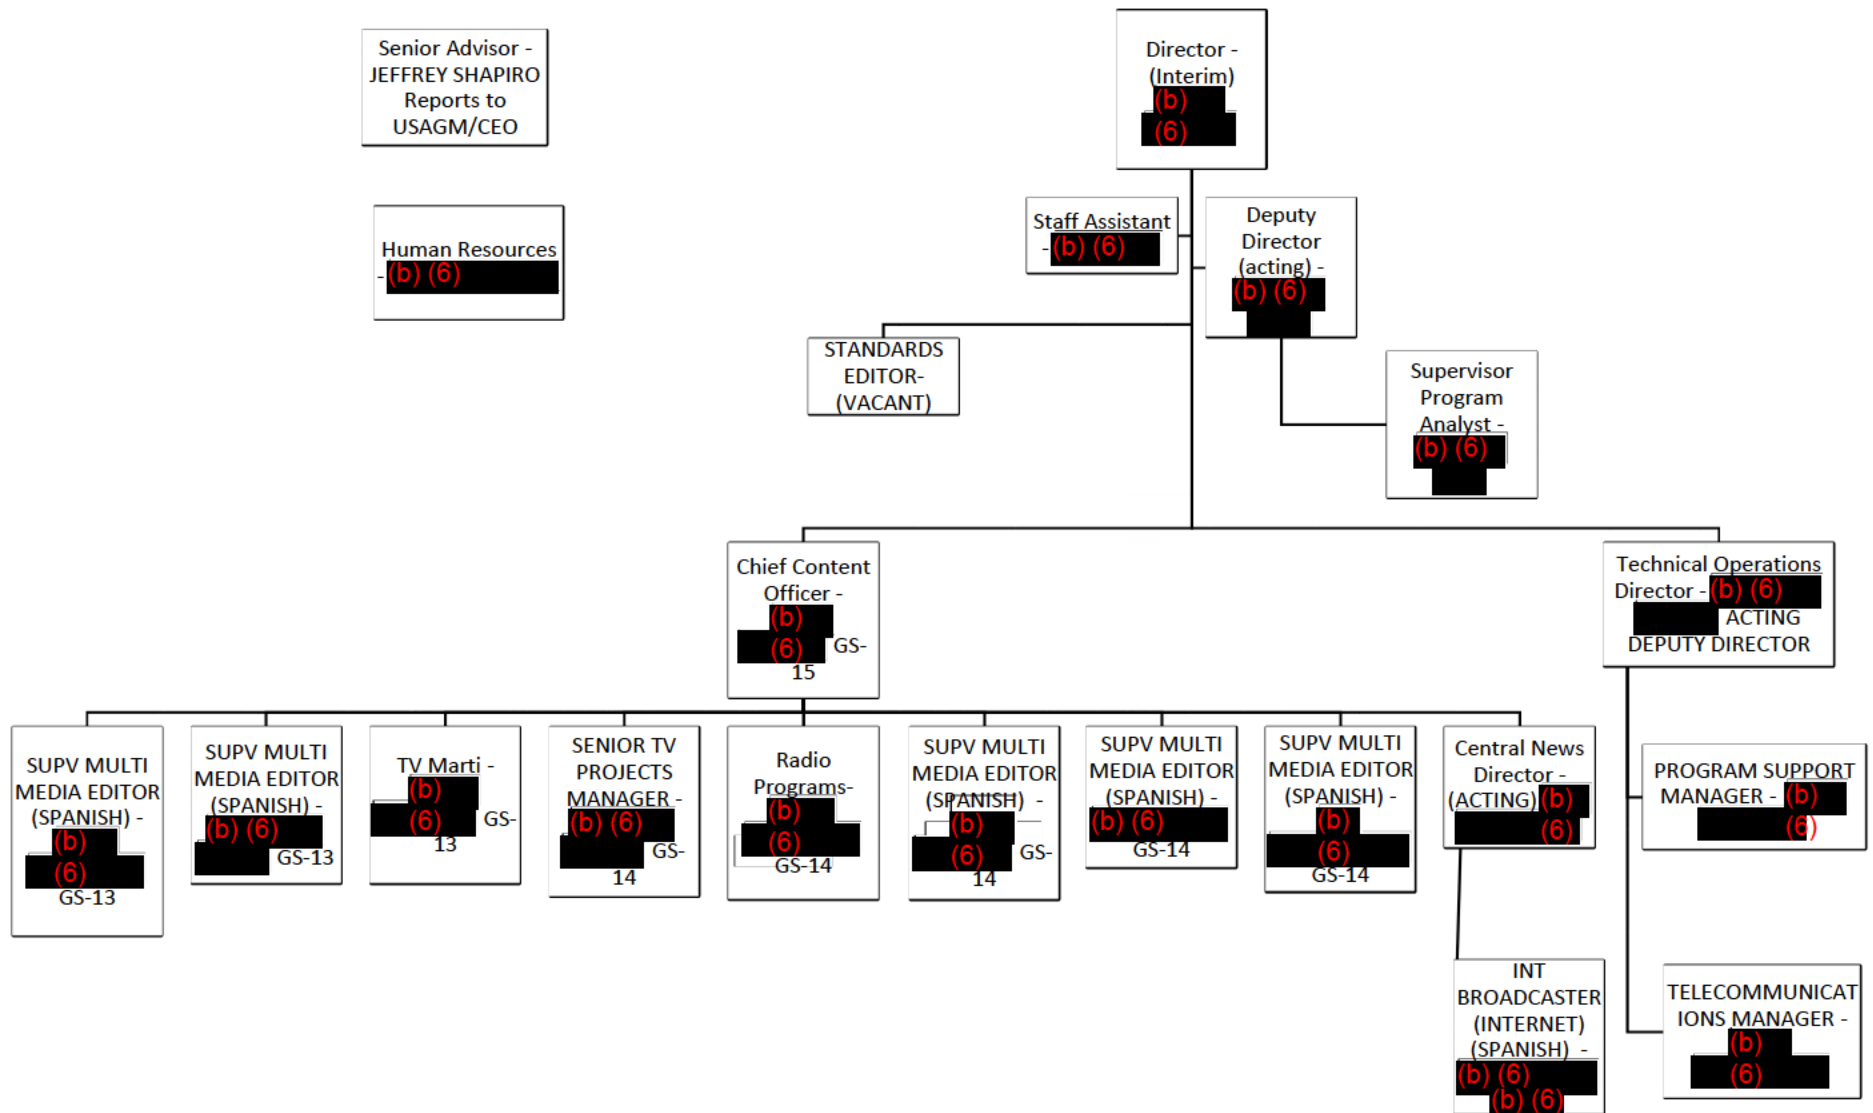 Senior Advisor -
JEFFREY SHAPIRO
Reports to
USAGM/CEO
Director -
(Interim)
(b)
(6)
Human Resources
- (b) (6)
Staff Assistant
- (b) (6)
Deputy
Director
(acting) -
(b) (6)
STANDARDS
EDITOR-
(VACANT)
Supervisor
Program
Analyst -
(b) (6)
Chief Content
Officer -
(b)
(6) GS-
15
Technical Operations
Director - (b) (6)
ACTING
DEPUTY DIRECTOR
SUPV MULTI
MEDIA EDITOR
(SPANISH) -
(b)
(6)
GS-13
SUPV MULTI
MEDIA EDITOR
(SPANISH) -
(b) (6)
GS-13
TV Marti -
(b)
(6) GS-
13
SENIOR TV
PROJECTS
MANAGER -
(b) (6)
GS-
14
Radio
Programs-
(b)
(6)
GS-14
SUPV MULTI
MEDIA EDITOR
(SPANISH) -
(b)
(6) GS-
14
SUPV MULTI
MEDIA EDITOR
(SPANISH) -
(b) (6)
GS-14
SUPV MULTI
MEDIA EDITOR
(SPANISH) -
(b)
(6)
GS-14
Central News
Director -
(ACTING) (b)
(6)
PROGRAM SUPPORT
MANAGER - (b)
(6)
INT
BROADCASTER
(INTERNET)
(SPANISH) -
(b) (6)
(b) (6)
TELECOMMUNICAT
IONS MANAGER -
(b)
(6)